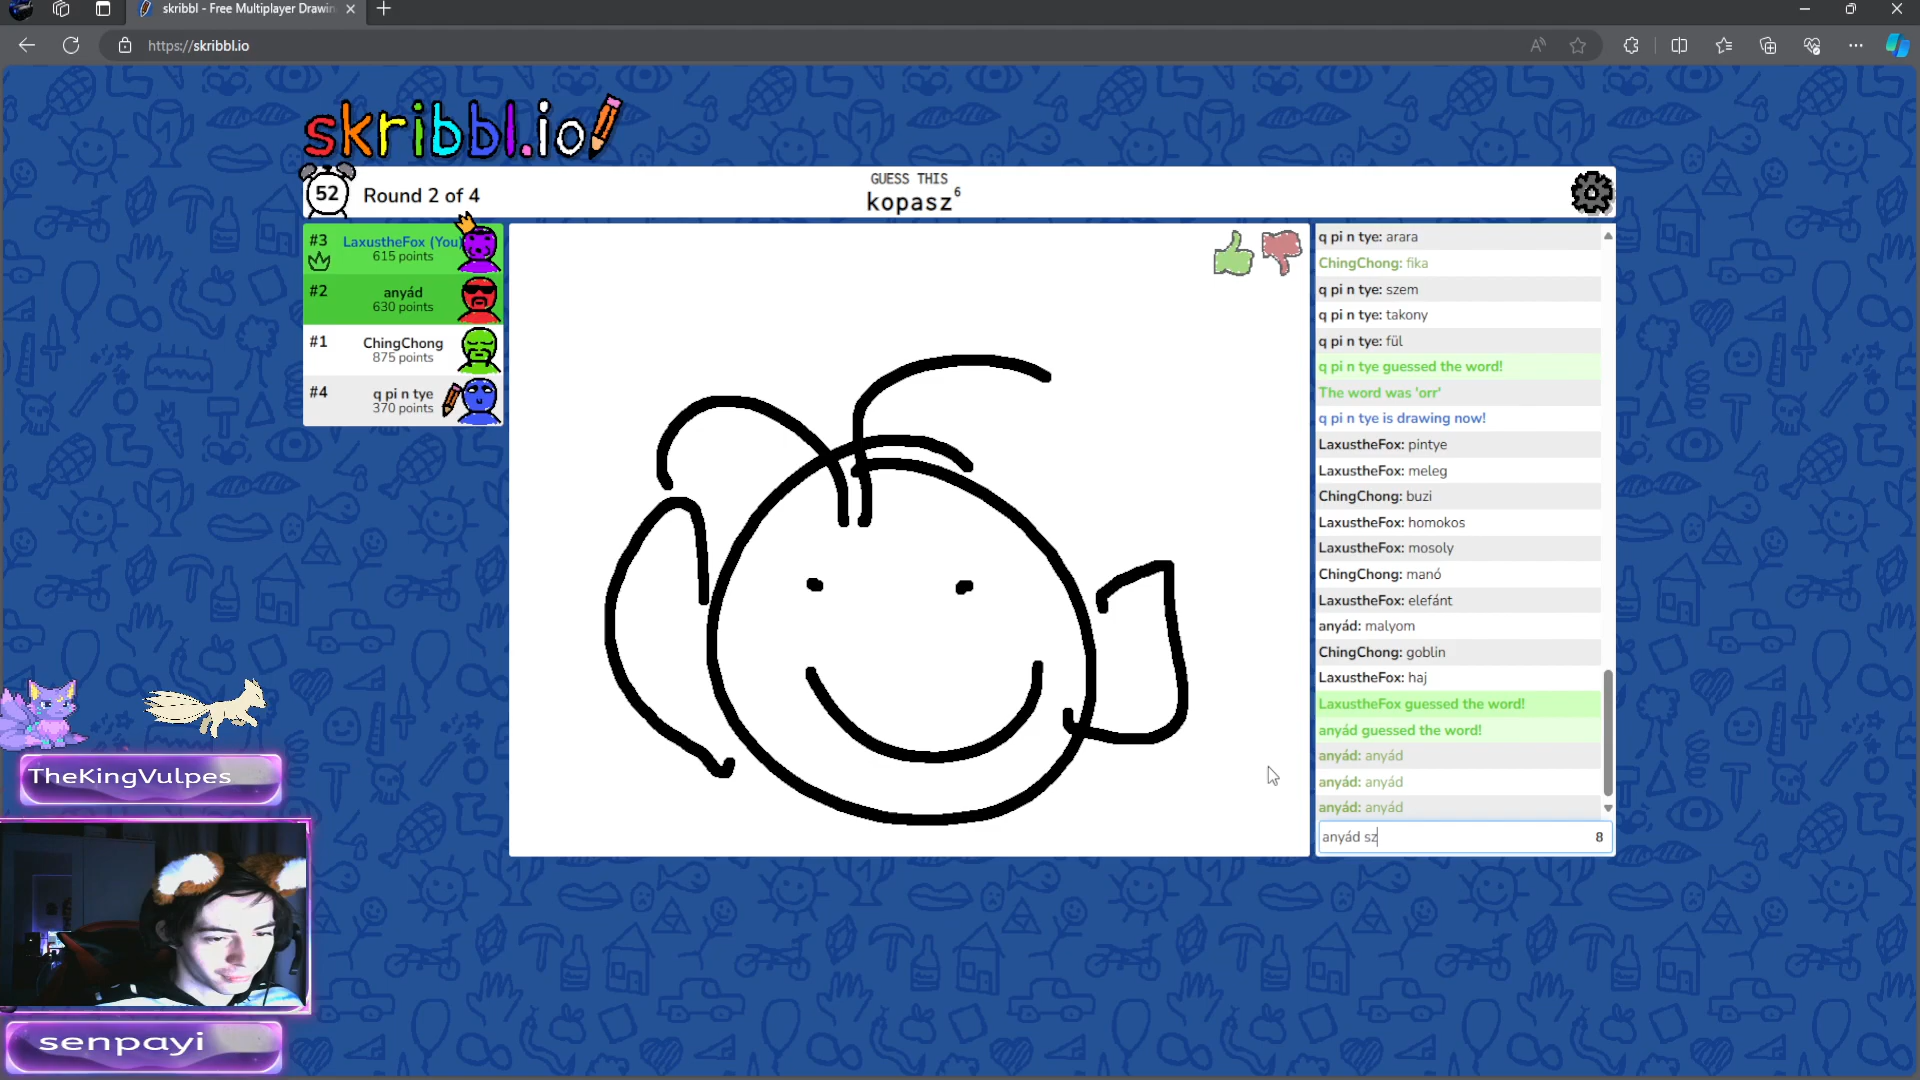 skribbl - Free Multiplayer Drawin
https://skribbl.io
skribbl.io
52
Round 2 of 4
GUESS THIS
kopasz6
#3 LaxustheFox (You)
615 points
#2 anyád
630 points
#1 ChingChong
875 points
#4 q pi n tye
370 points
q pi n tye: arara
ChingChong: fika
q pi n tye: szem
q pi n tye: takony
q pi n tye: fül
q pi n tye guessed the word!
The word was 'orr'
q pi n tye is drawing now!
LaxustheFox: pintye
LaxustheFox: meleg
ChingChong: buzi
LaxustheFox: homokos
LaxustheFox: mosoly
ChingChong: manó
LaxustheFox: elefánt
anyád: malyom
ChingChong: goblin
LaxustheFox: haj
LaxustheFox guessed the word!
anyád guessed the word!
anyád: anyád
anyád: anyád
anyád: anyád
anyád sz 8
TheKingVulpes
senpayi